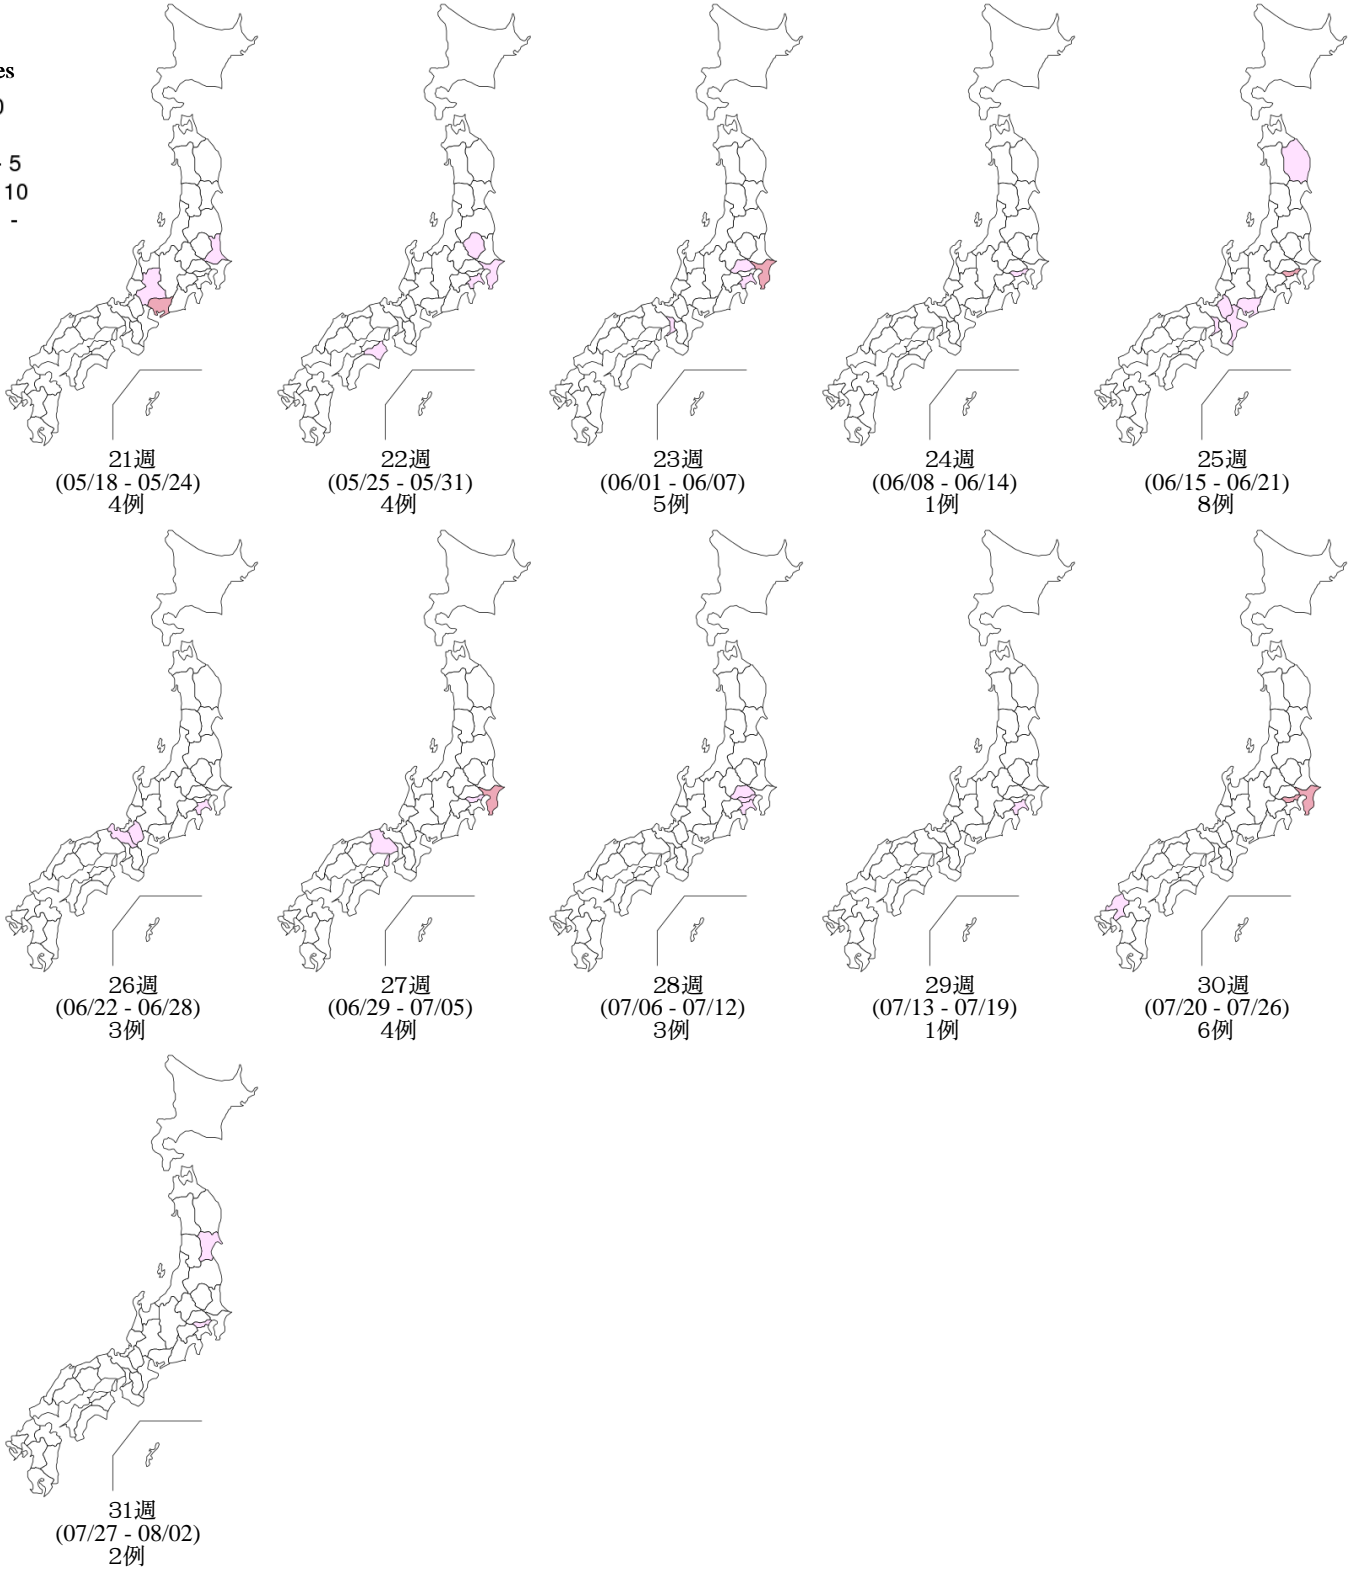 es
0
- 5
10
-
21週
(05/18 - 05/24)
4例
22週
(05/25 - 05/31)
4例
23週
(06/01 - 06/07)
5例
24週
(06/08 - 06/14)
1例
25週
(06/15 - 06/21)
8例
26週
(06/22 - 06/28)
3例
27週
(06/29 - 07/05)
4例
28週
(07/06 - 07/12)
3例
29週
(07/13 - 07/19)
1例
30週
(07/20 - 07/26)
6例
31週
(07/27 - 08/02)
2例